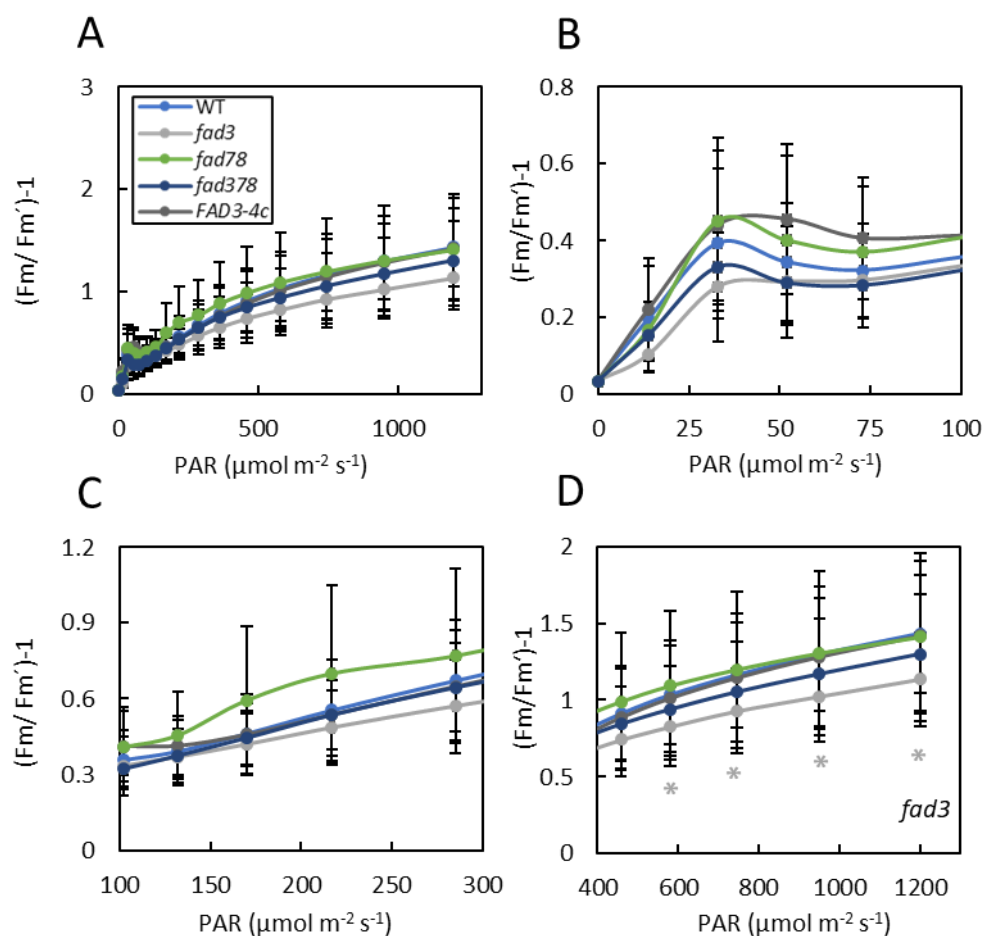 A
B
3
2
1
0
(Fm/ Fm′)-1
WT
fad3
fad78
fad378
FAD3-4c
0
500
1000
PAR (µmol m⁻² s⁻¹)
0.8
0.6
0.4
0.2
0
(Fm/Fm′)-1
0
25
50
75
100
PAR (µmol m⁻² s⁻¹)
C
D
1.2
0.9
0.6
0.3
0
(Fm/ Fm′)-1
100
150
200
250
300
PAR (µmol m⁻² s⁻¹)
2
1.5
1
0.5
0
(Fm/Fm′)-1
* * * *
fad3
400
600
800
1000
1200
PAR (µmol m⁻² s⁻¹)